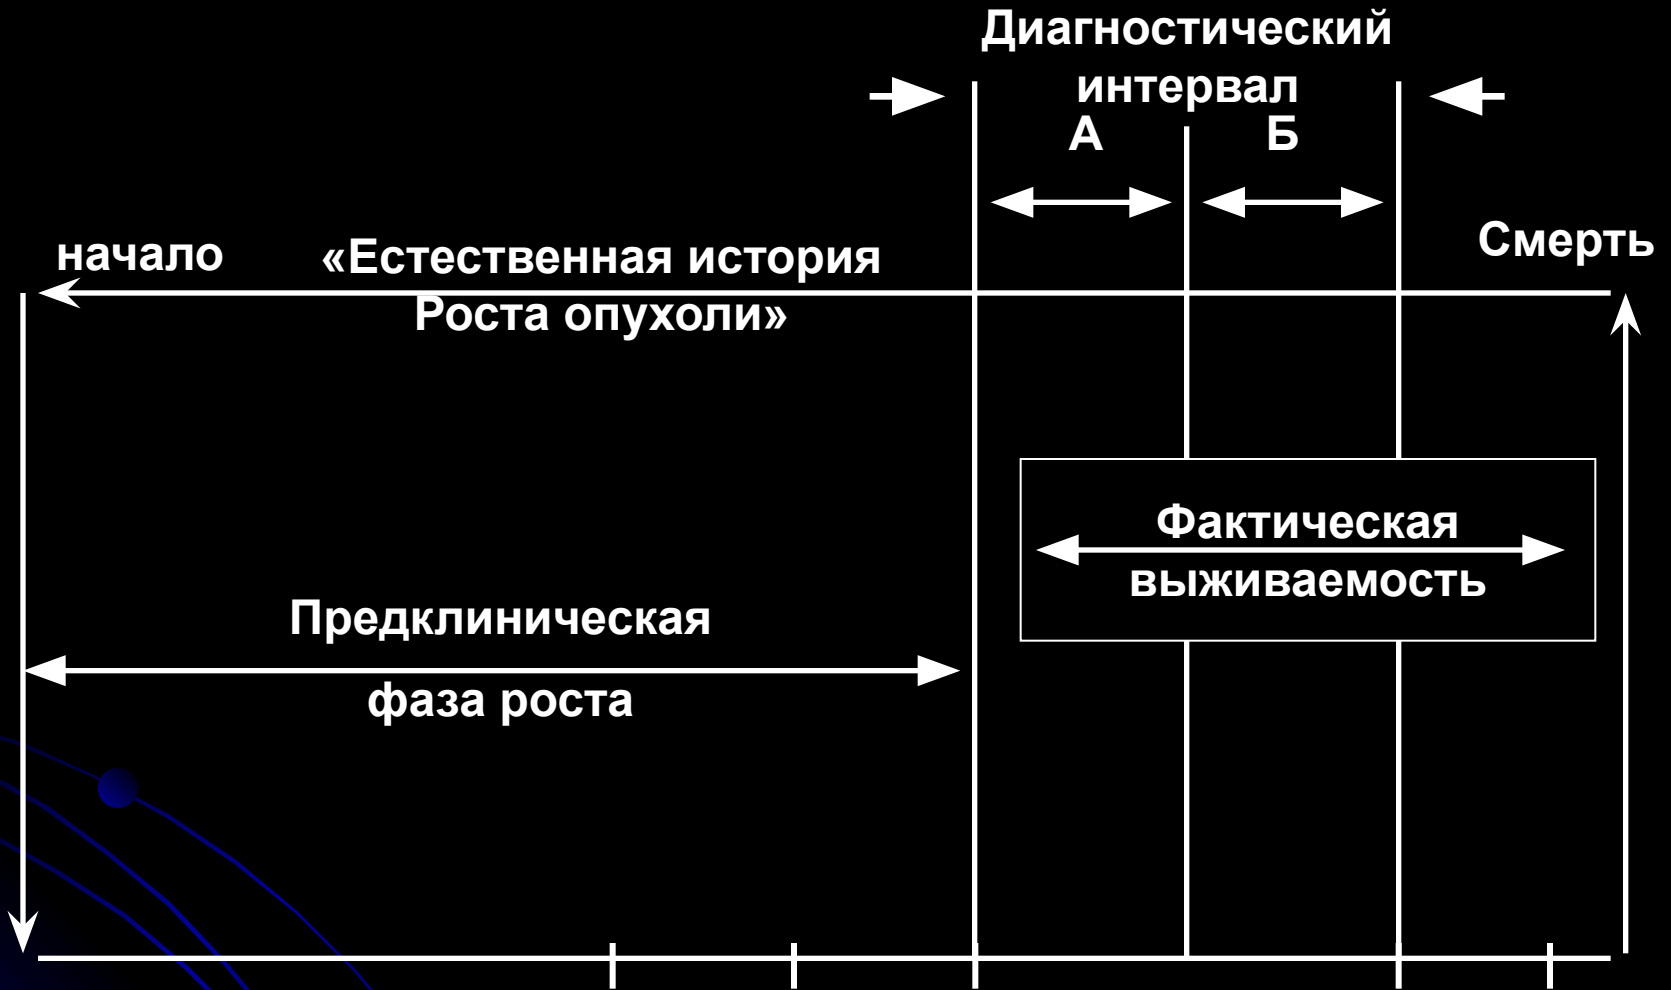 Диагностический
интервал
А Б
начало
«Естественная история
Роста опухоли»
Смерть
Фактическая
выживаемость
Предклиническая
фаза роста